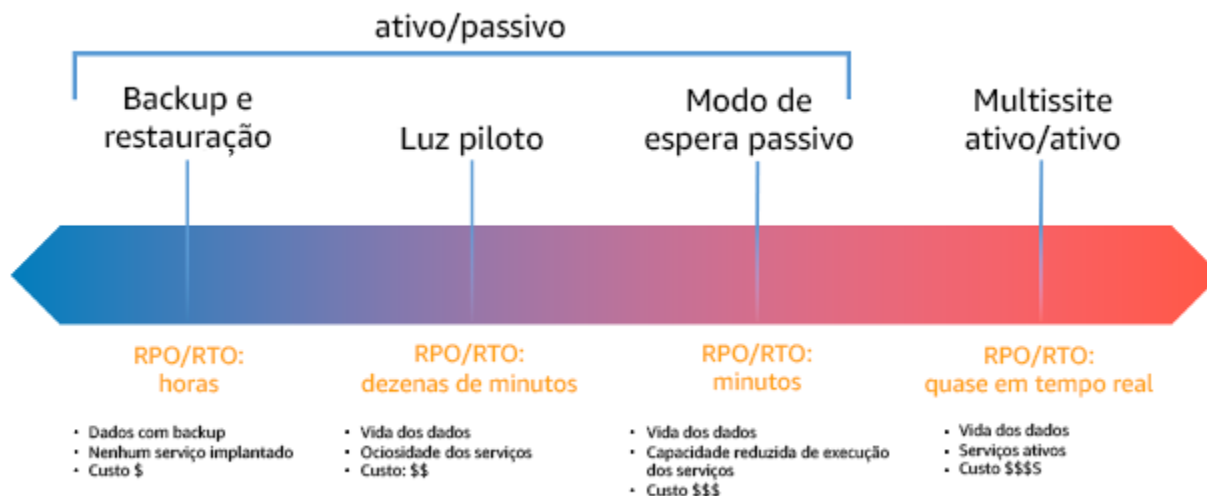 ativo/passivo
Backup e
restauração
Luz piloto
Modo de
espera passivo
Multissite
ativo/ativo
RPO/RTO:
horas
RPO/RTO:
dezenas de minutos
RPO/RTO:
minutos
RPO/RTO:
quase em tempo real
• Dados com backup
• Nenhum serviço implantado
• Custo $
• Vida dos dados
• Ociosidade dos serviços
• Custo: $$
• Vida dos dados
• Capacidade reduzida de execução
dos serviços
• Custo $$$
• Vida dos dados
• Serviços ativos
• Custo $$$S